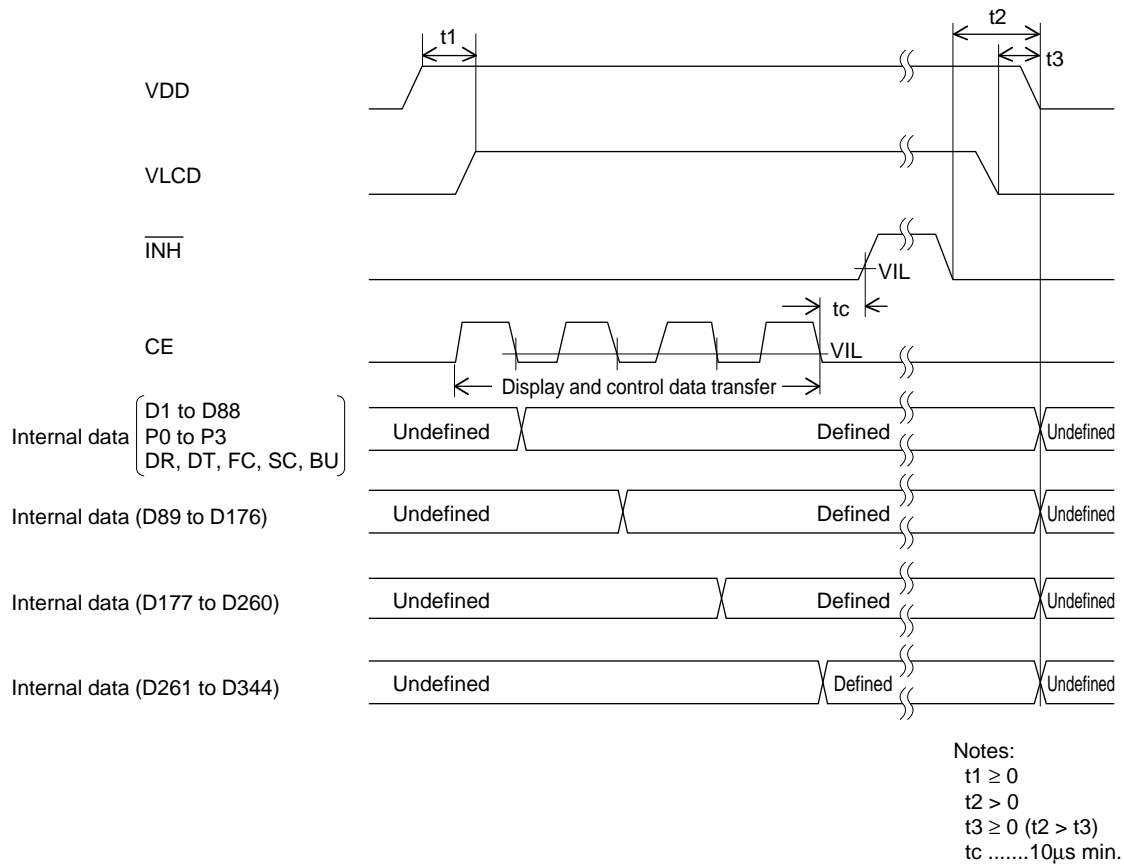 t1
t2
t3
VDD
VLCD
INH
VIL
tc
CE
VIL
Display and control data transfer
Internal data
D1 to D88
P0 to P3
DR, DT, FC, SC, BU
Undefined
Defined
Undefined
Internal data (D89 to D176)
Undefined
Defined
Undefined
Internal data (D177 to D260)
Undefined
Defined
Undefined
Internal data (D261 to D344)
Undefined
Defined
Undefined
Notes:
t1 ≥ 0
t2 > 0
t3 ≥ 0 (t2 > t3)
tc .......10μs min.